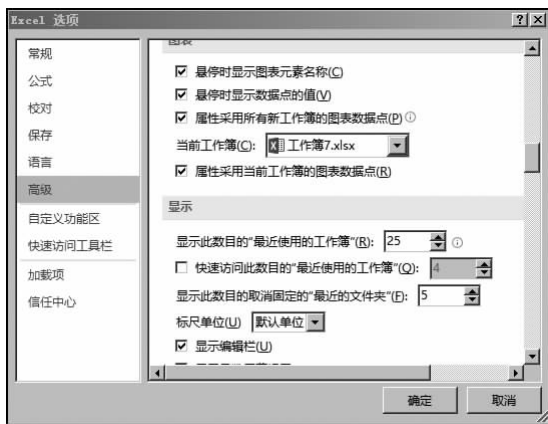 Excel 选项
常规
公式
校对
保存
语言
高级
自定义功能区
快速访问工具栏
加载项
信任中心
图表
悬停时显示图表元素名称(C)
悬停时显示数据点的值(V)
属性采用所有新工作簿的图表数据点(P)
当前工作簿(C): 工作簿7.xlsx
属性采用当前工作簿的图表数据点(R)
显示
显示此数目的"最近使用的工作簿"(R): 25
快速访问此数目的"最近使用的工作簿"(Q): 4
显示此数目的取消固定的"最近的文件夹"(F): 5
标尺单位(U) 默认单位
显示编辑栏(U)
确定 取消